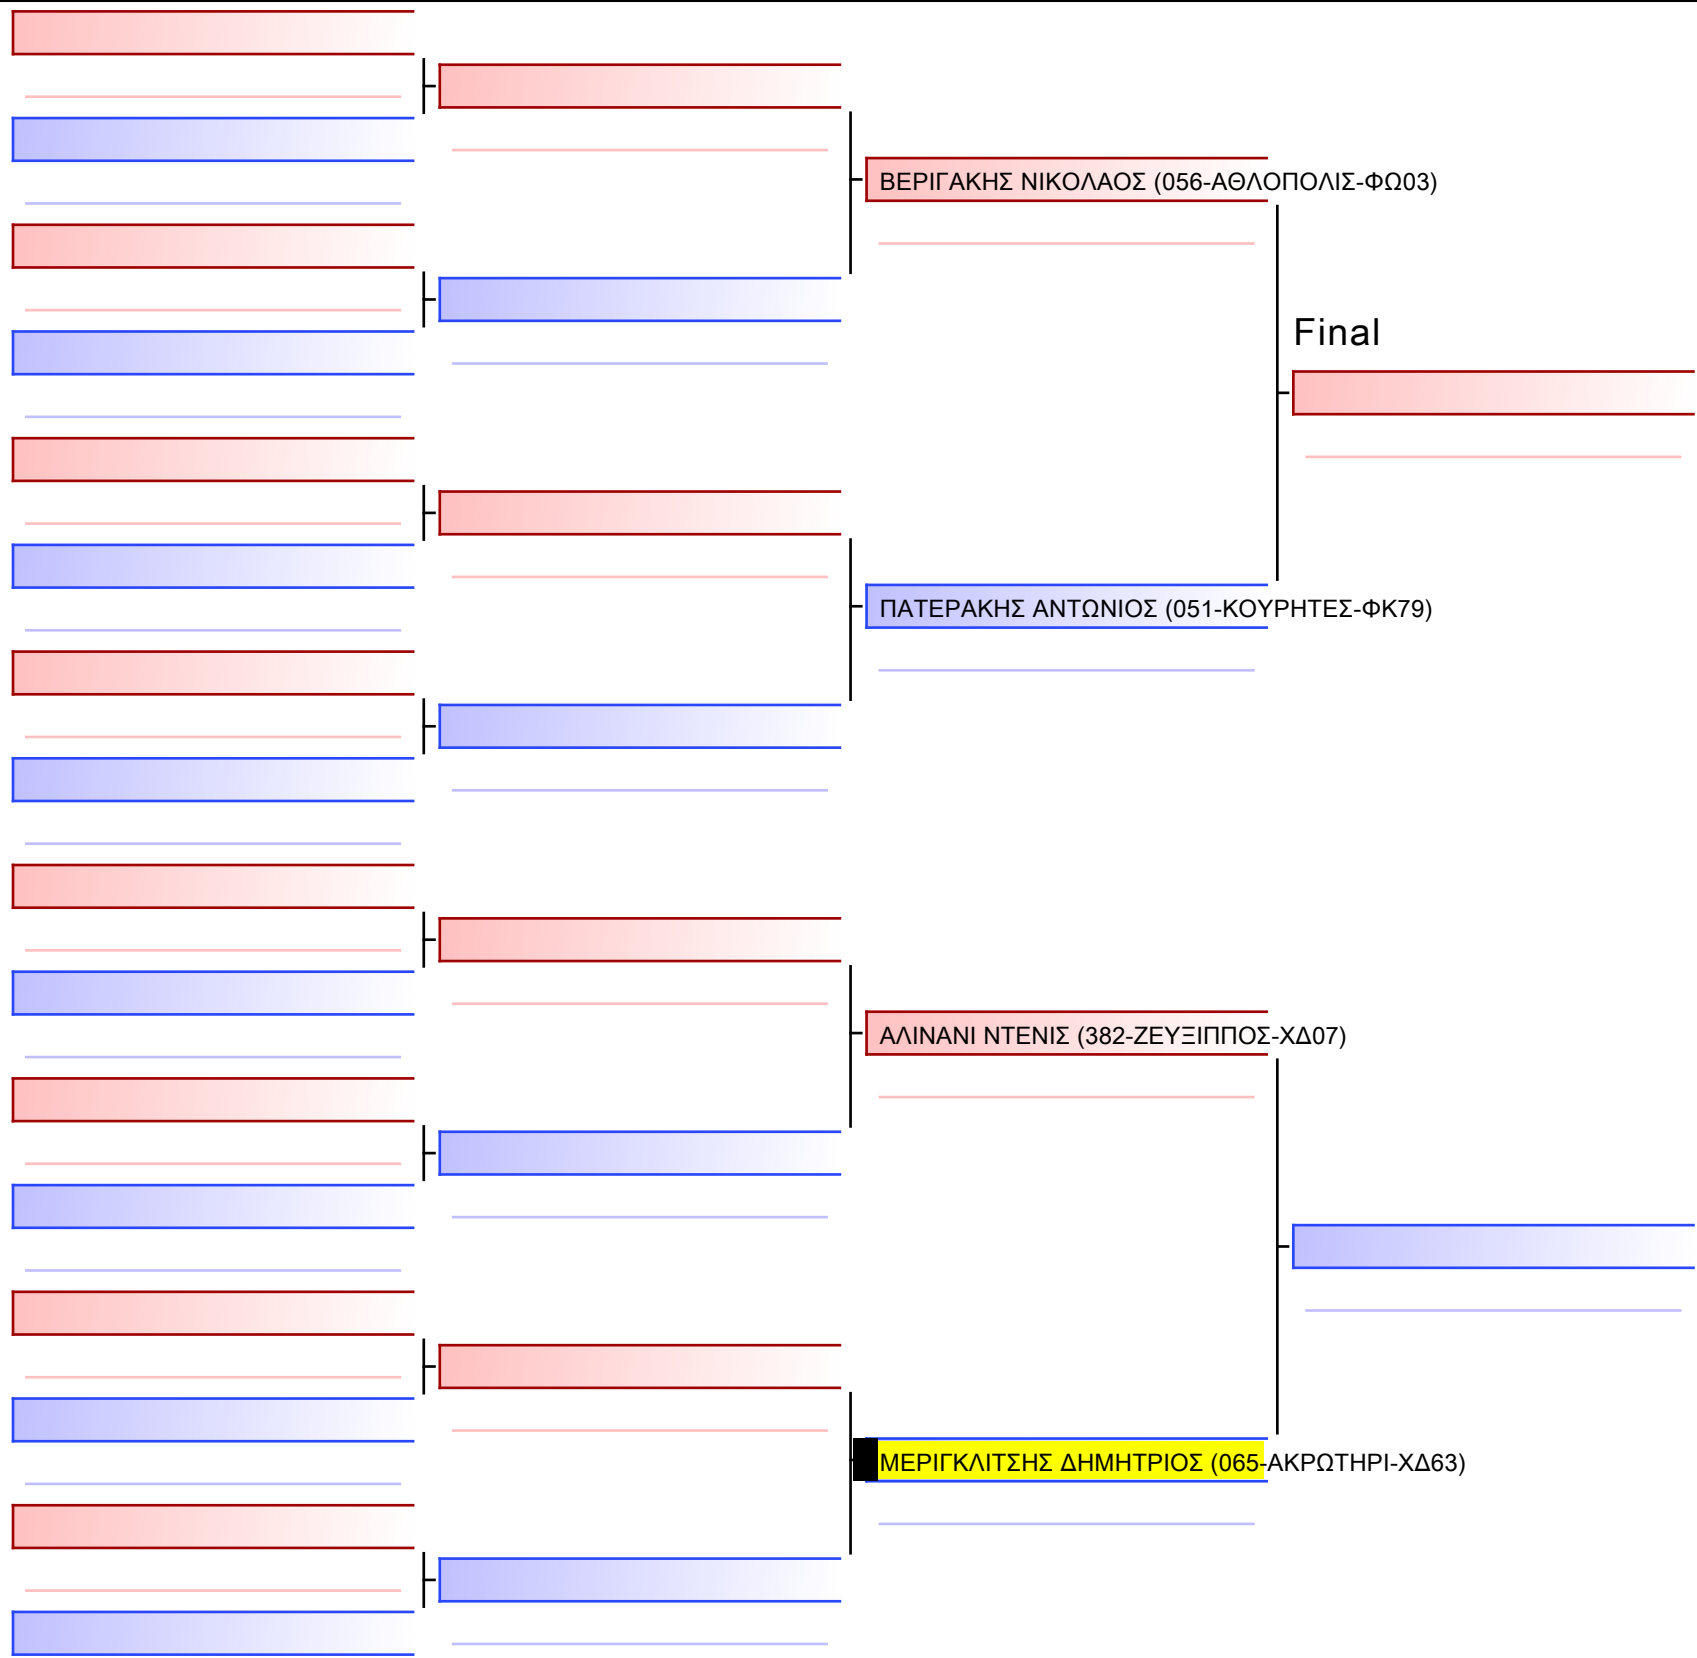 ΒΕΡΙΓΑΚΗΣ ΝΙΚΟΛΑΟΣ (056-ΑΘΛΟΠΟΛΙΣ-ΦΩ03)
Final
ΠΑΤΕΡΑΚΗΣ ΑΝΤΩΝΙΟΣ (051-ΚΟΥΡΗΤΕΣ-ΦΚ79)
ΑΛΙΝΑΝΙ ΝΤΕΝΙΣ (382-ΖΕΥΞΙΠΠΟΣ-ΧΔ07)
ΜΕΡΙΓΚΛΙΤΣΗΣ ΔΗΜΗΤΡΙΟΣ (065-ΑΚΡΩΤΗΡΙ-ΧΔ63)